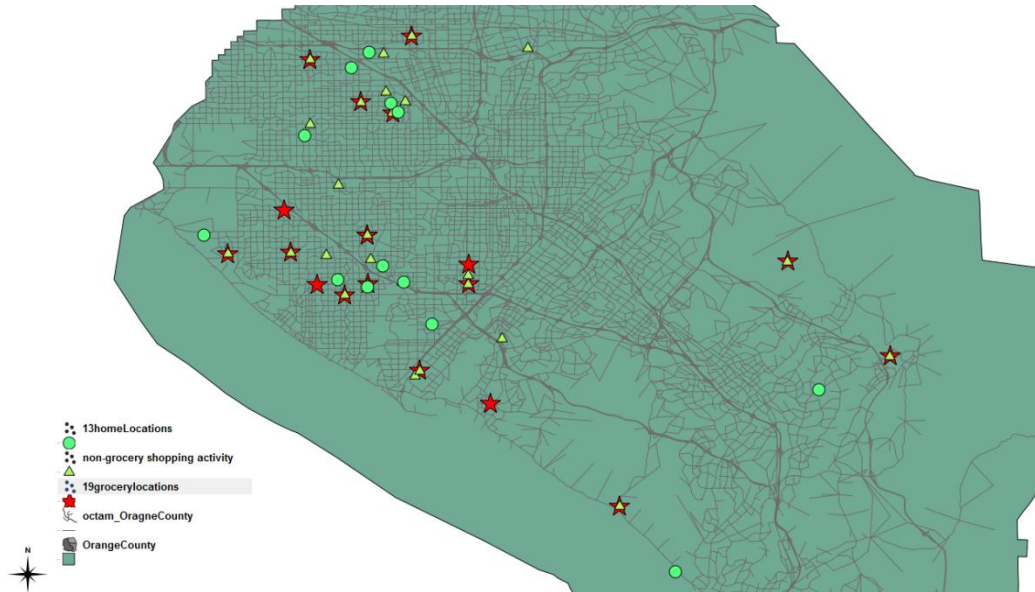 13homeLocations
non-grocery shopping activity
19grocerylocations
octam_OragneCounty
OrangeCounty
N